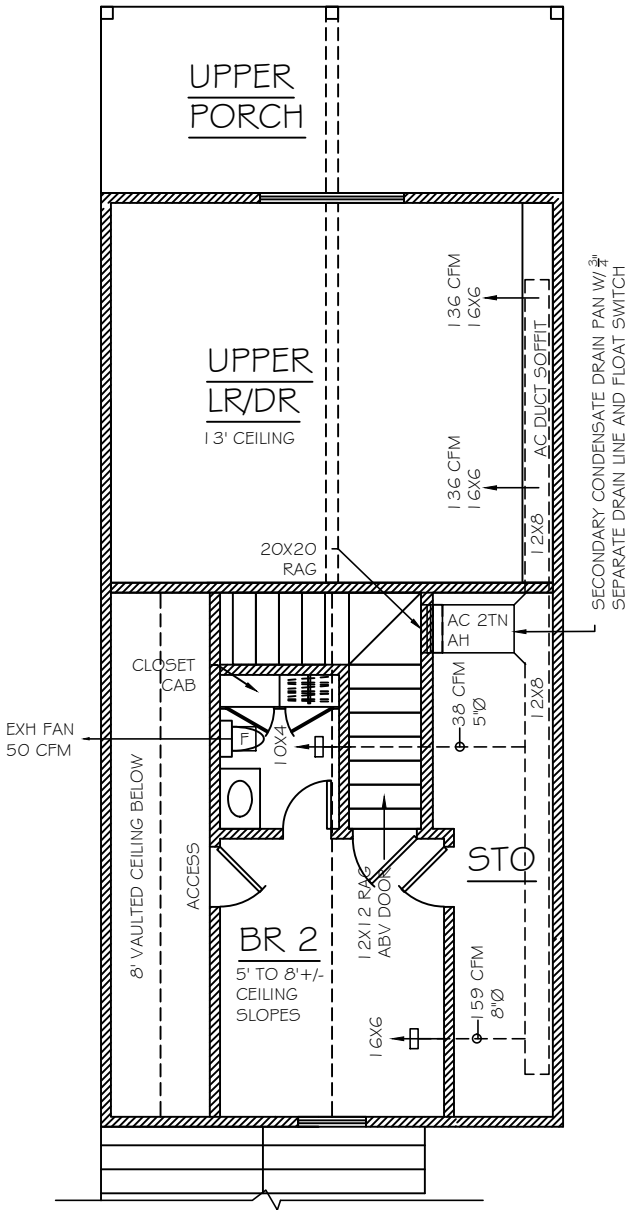 UPPER
PORCH
UPPER
LR/DR
13' CEILING
136 CFM
16X6
AC DUCT SOFFIT
136 CFM
16X6
12X8
SECONDARY CONDENSATE DRAIN PAN W/ 3/4"
SEPARATE DRAIN LINE AND FLOAT SWITCH
20X20
RAG
AC 2TN
AH
CLOSET
CAB
EXH FAN
50 CFM
F
10X4
38 CFM
5"Ø
12X8
8' VAULTED CEILING BELOW
ACCESS
12X12 RAG
ABV DOOR
STO
BR 2
5' TO 8'+/-
CEILING
SLOPES
16X6
159 CFM
8"Ø